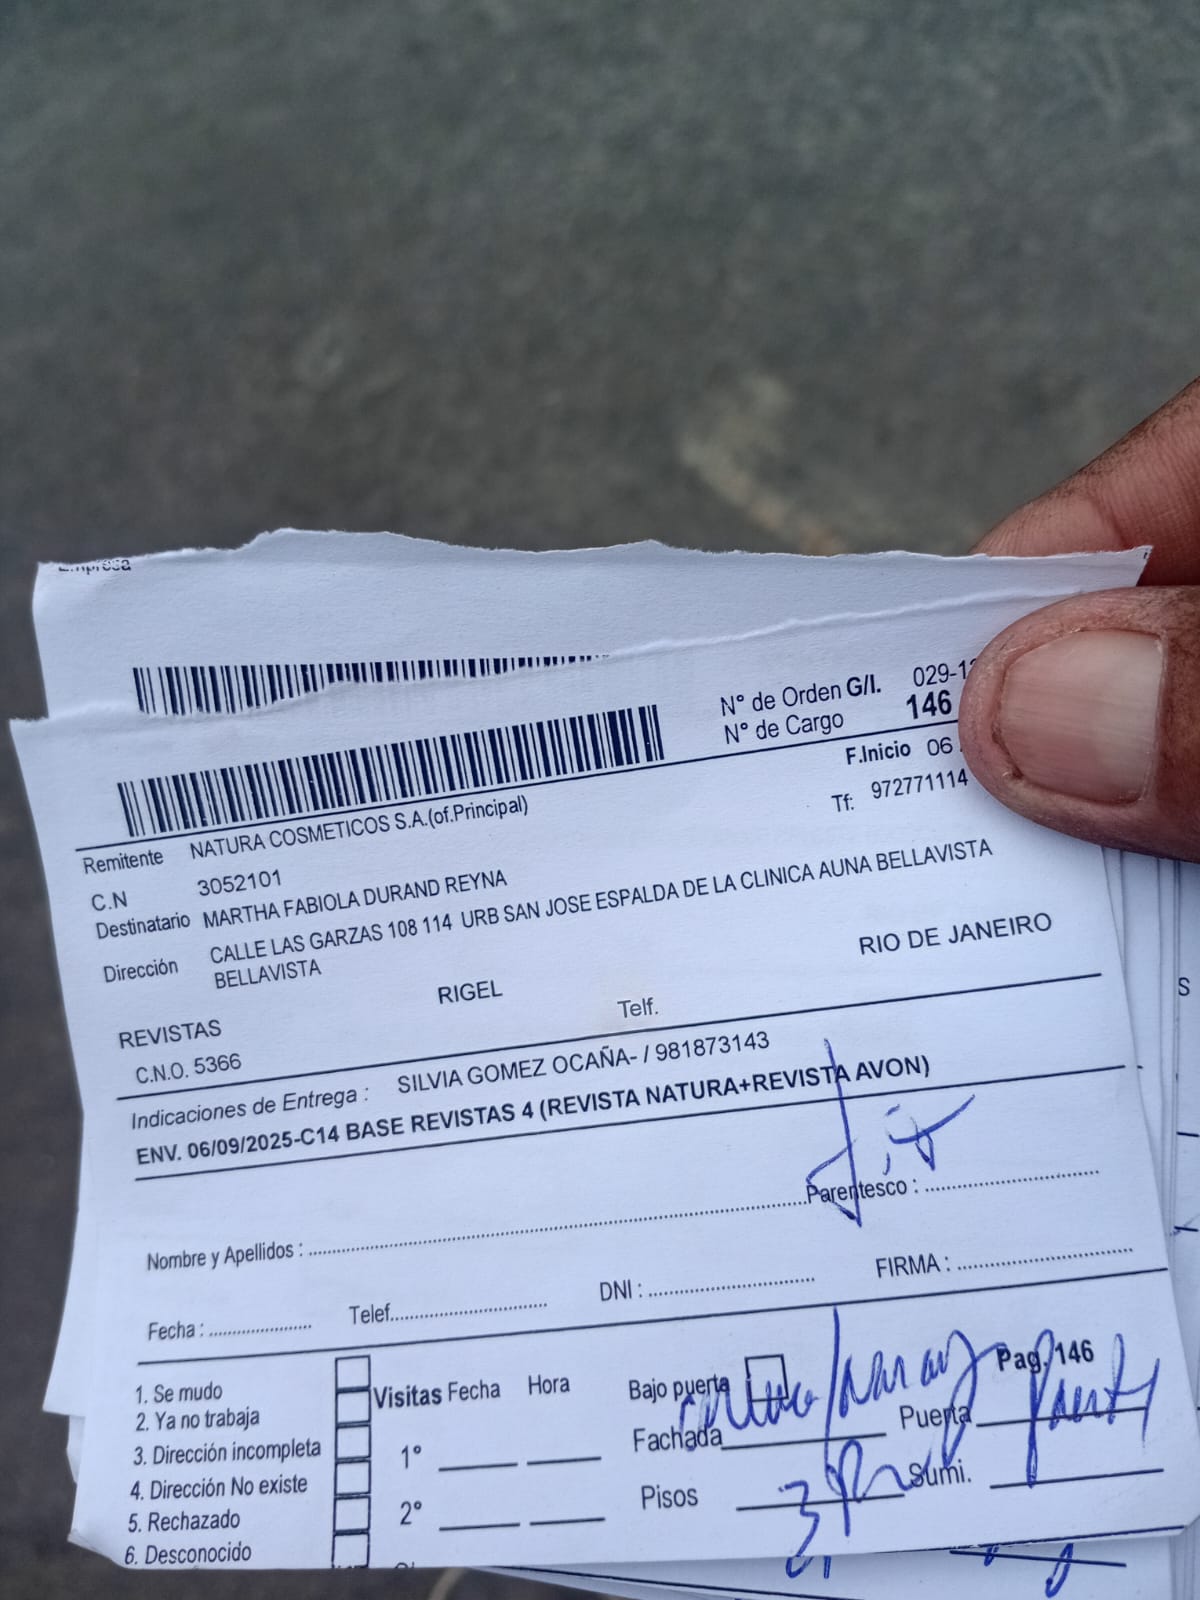 Empresa
N° de Orden G/I. 029-1
N° de Cargo 146
F.Inicio 06
Tf: 972771114
Remitente NATURA COSMETICOS S.A.(of.Principal)
C.N 3052101
Destinatario MARTHA FABIOLA DURAND REYNA
Dirección CALLE LAS GARZAS 108 114 URB SAN JOSE ESPALDA DE LA CLINICA AUNA BELLAVISTA
BELLAVISTA
REVISTAS RIGEL RIO DE JANEIRO
C.N.O. 5366 Telf.
Indicaciones de Entrega : SILVIA GOMEZ OCAÑA- / 981873143
ENV. 06/09/2025-C14 BASE REVISTAS 4 (REVISTA NATURA+REVISTA AVON)
Nombre y Apellidos : Parentesco :
Fecha : Telef. DNI : FIRMA :
Pag. 146
1. Se mudo
2. Ya no trabaja
3. Dirección incompleta
4. Dirección No existe
5. Rechazado
6. Desconocido
Visitas Fecha Hora
1°
2°
Bajo puerta
Fachada Puerta
Pisos 3 Sumi.
S